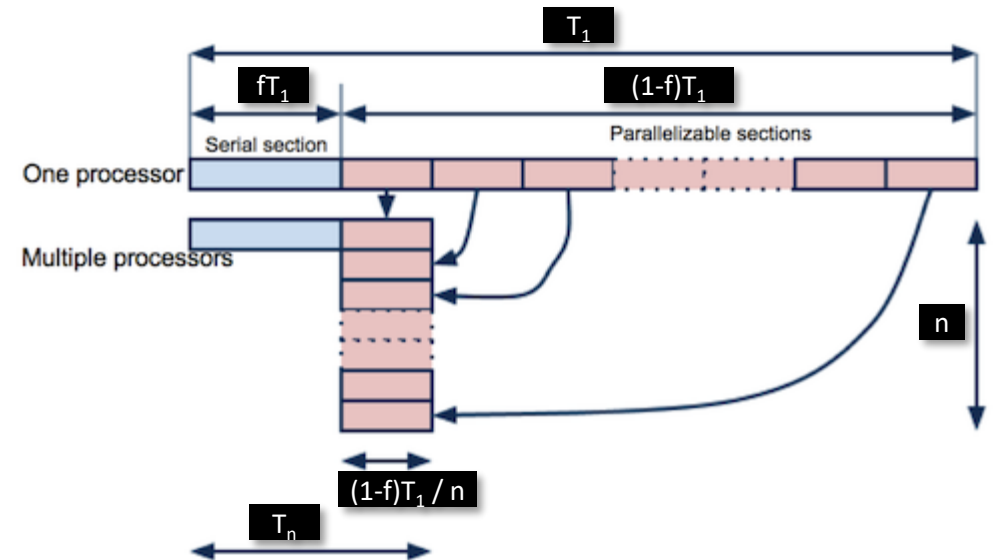 T₁
fT₁
(1-f)T₁
Serial section
Parallelizable sections
One processor
Multiple processors
n
(1-f)T₁ / n
Tₙ